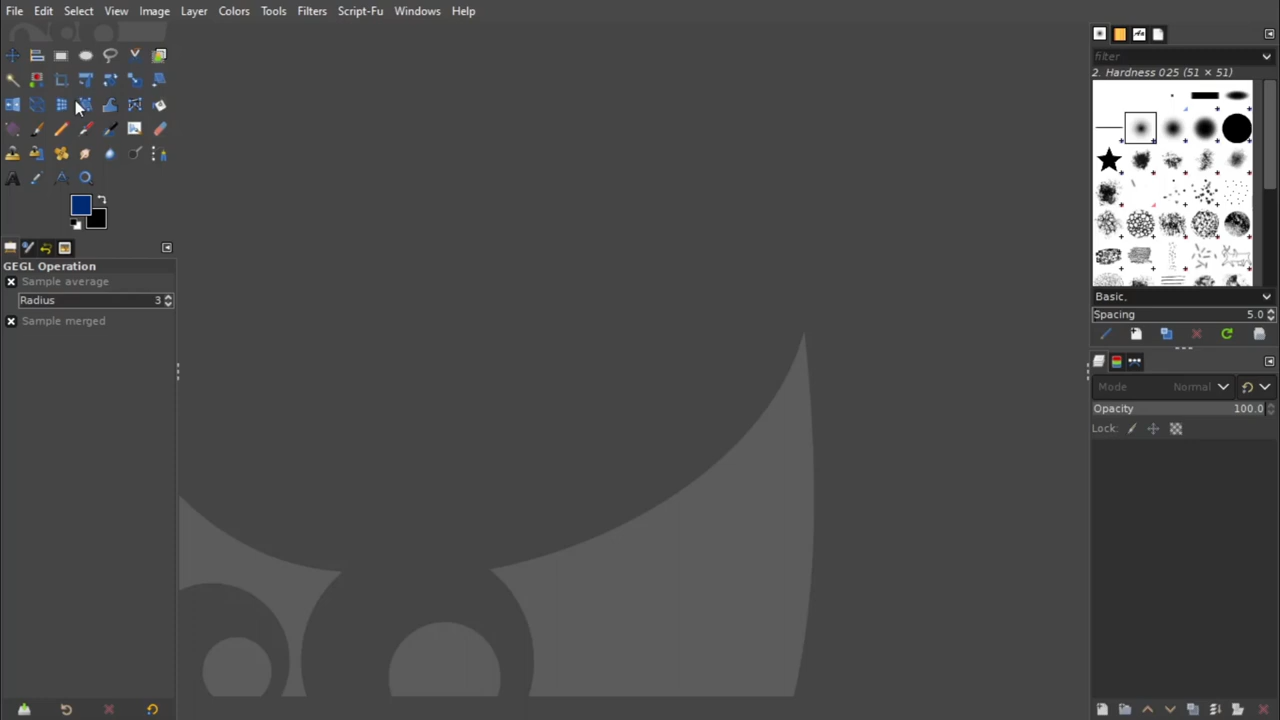 File Edit Select View Image Layer Colors Tools Filters Script-Fu Windows Help
filter
2. Hardness 025 (51 × 51)
GEGL Operation
Sample average
Radius 3
Sample merged
Basic,
Spacing 5.0
Mode Normal
Opacity 100.0
Lock: